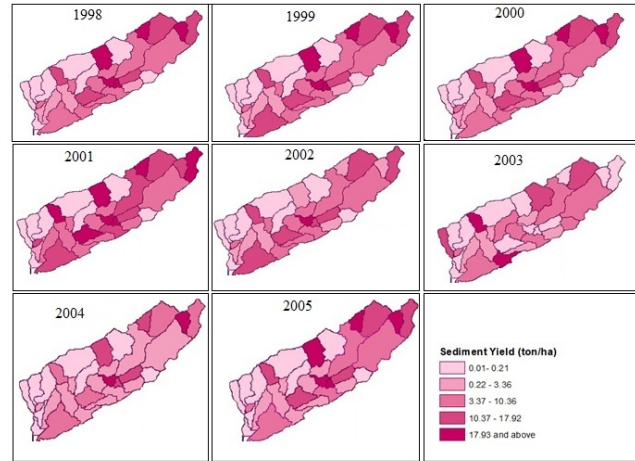 1998
1999
2000
2001
2002
2003
2004
2005
Sediment Yield (ton/ha)
0.01- 0.21
0.22 - 3.36
3.37 - 10.36
10.37 - 17.92
17.93 and above